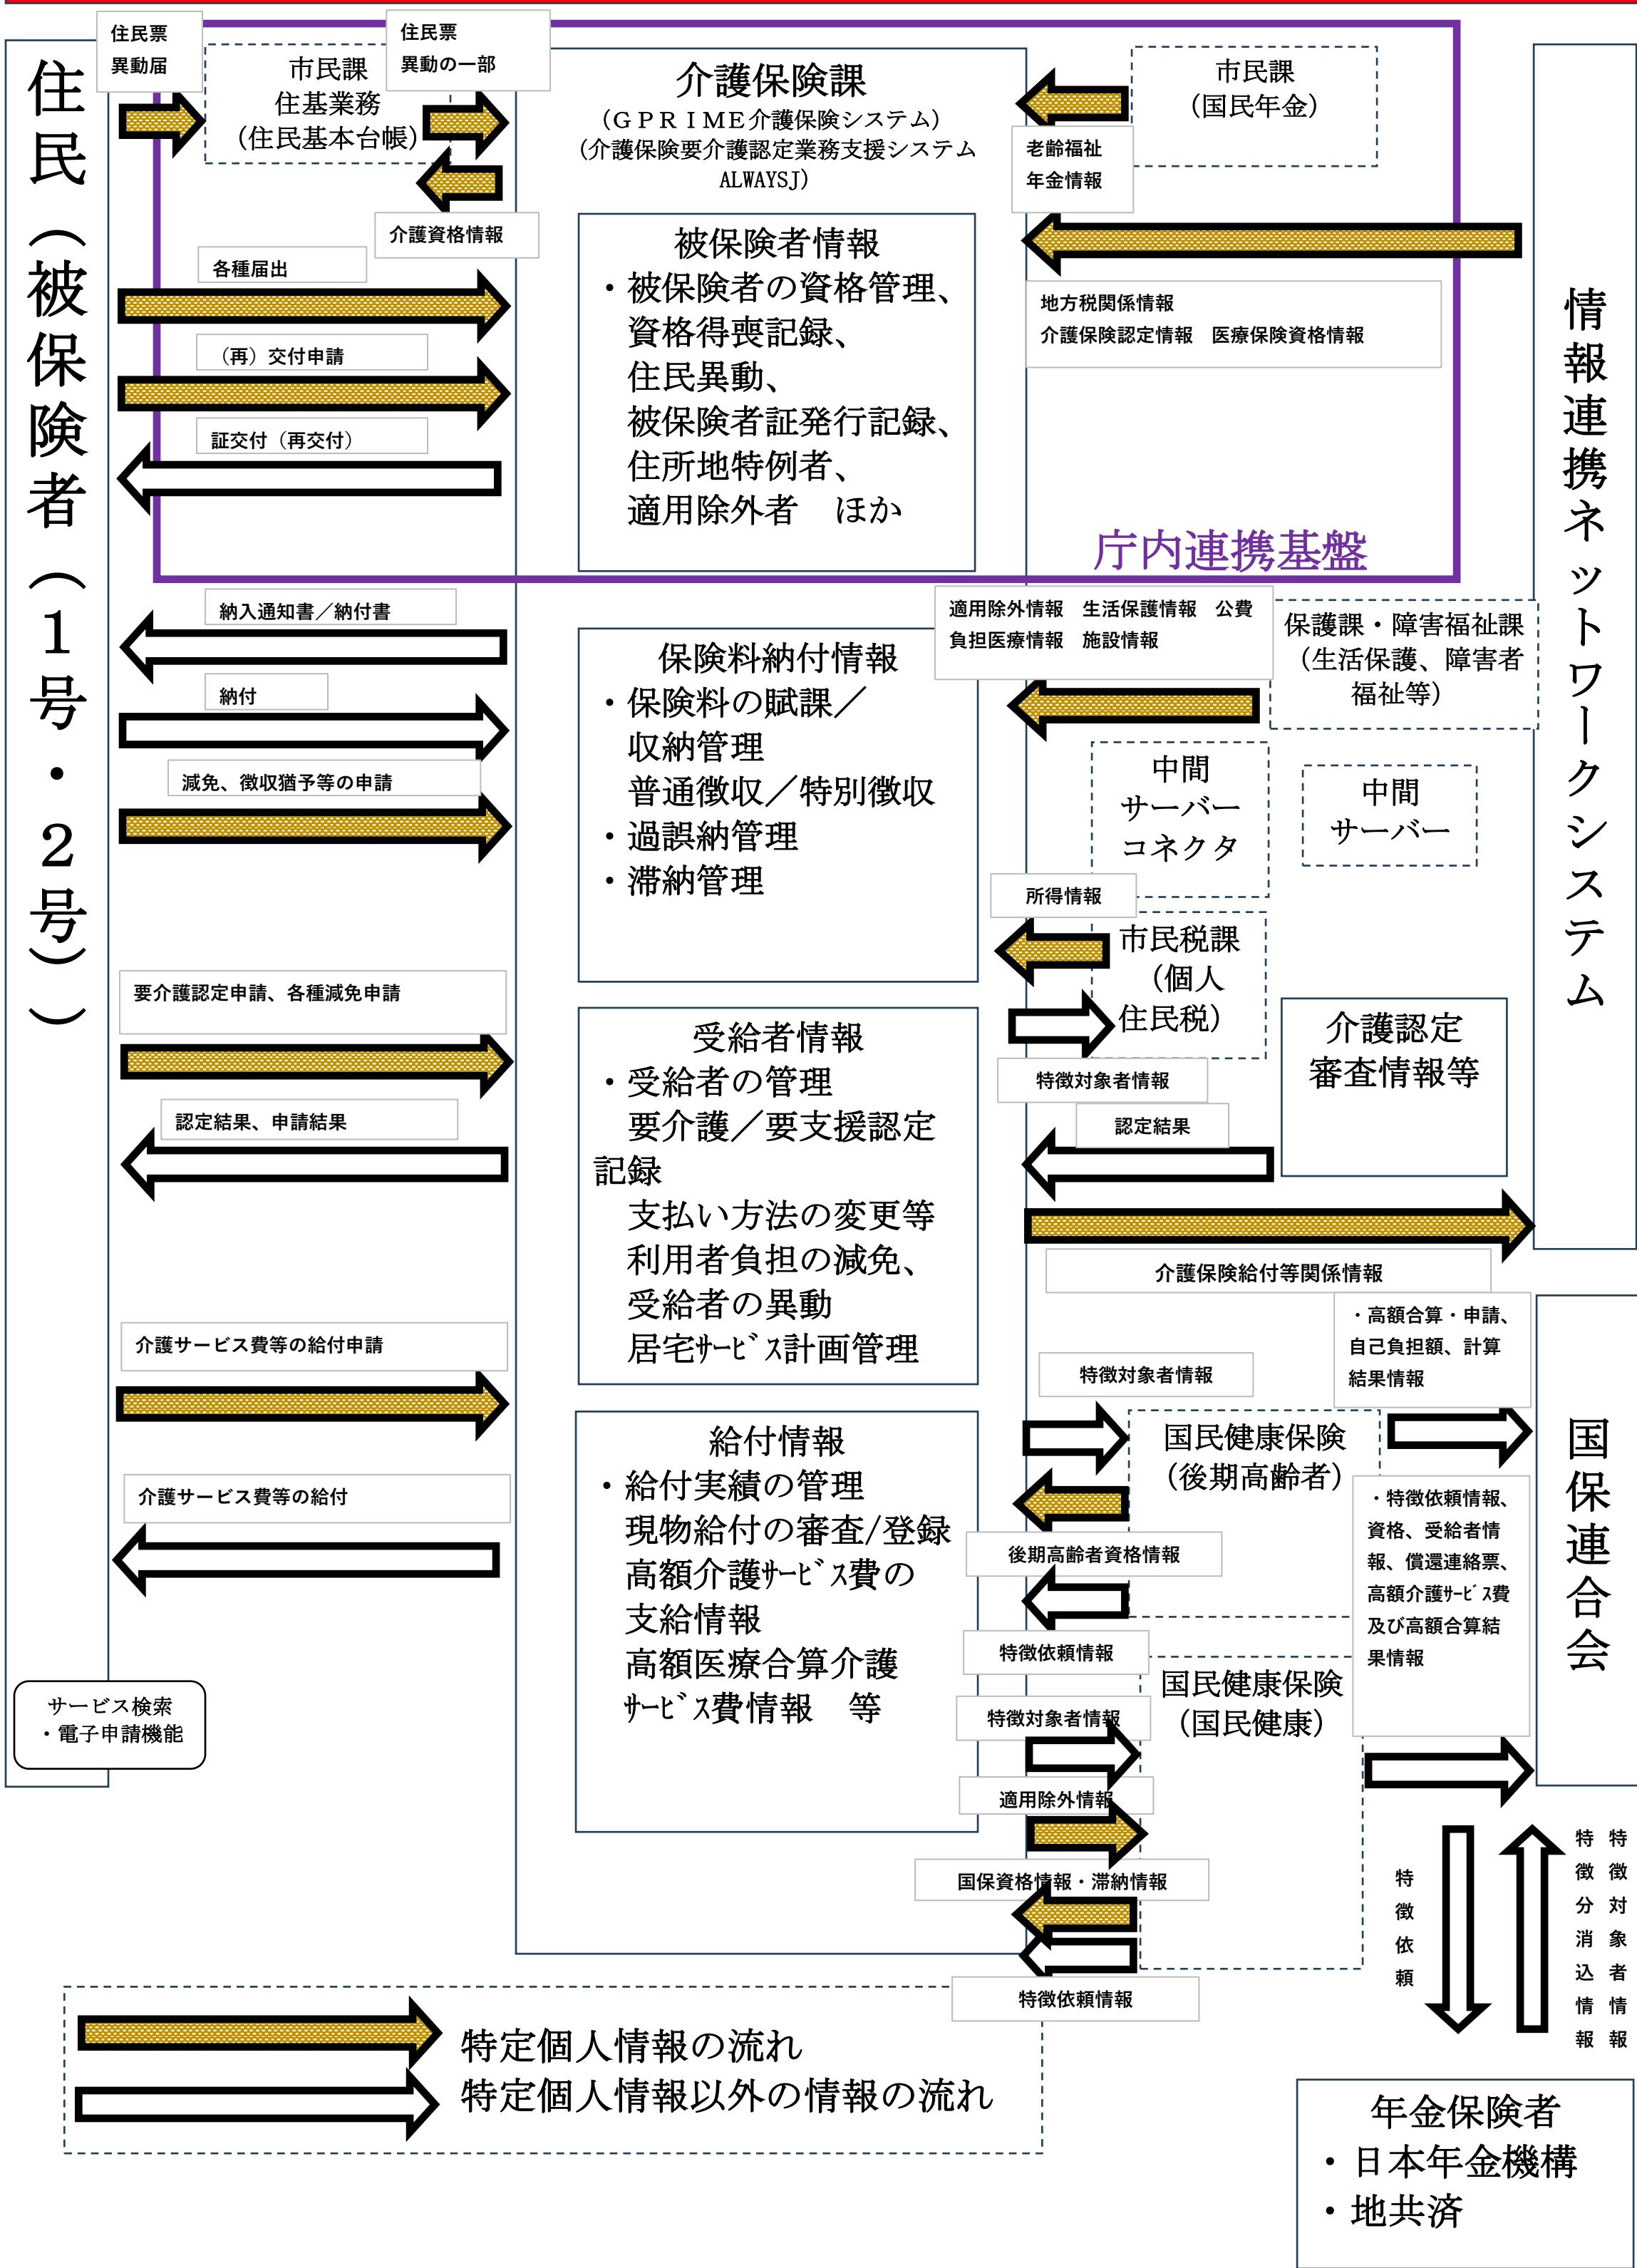 住民（被保険者（１号・２号））
住民票
異動届
市民課
住基業務
（住民基本台帳）
住民票
異動の一部
介護資格情報
各種届出
（再）交付申請
証交付（再交付）
納入通知書／納付書
納付
減免、徴収猶予等の申請
要介護認定申請、各種減免申請
認定結果、申請結果
介護サービス費等の給付申請
介護サービス費等の給付
サービス検索
・電子申請機能
介護保険課
（ＧＰＲＩＭＥ介護保険システム）
（介護保険要介護認定業務支援システム
ALWAYSJ）
被保険者情報
・被保険者の資格管理、
資格得喪記録、
住民異動、
被保険者証発行記録、
住所地特例者、
適用除外者　ほか
保険料納付情報
・保険料の賦課／
収納管理
普通徴収／特別徴収
・過誤納管理
・滞納管理
受給者情報
・受給者の管理
要介護／要支援認定
記録
支払い方法の変更等
利用者負担の減免、
受給者の異動
居宅ｻｰﾋﾞｽ計画管理
給付情報
・給付実績の管理
現物給付の審査/登録
高額介護ｻｰﾋﾞｽ費の
支給情報
高額医療合算介護
ｻｰﾋﾞｽ費情報　等
市民課
（国民年金）
老齢福祉
年金情報
地方税関係情報
介護保険認定情報　医療保険資格情報
庁内連携基盤
適用除外情報　生活保護情報　公費
負担医療情報　施設情報
保護課・障害福祉課
（生活保護、障害者
福祉等）
中間
サーバー
コネクタ
中間
サーバー
所得情報
市民税課
（個人
住民税）
特徴対象者情報
介護認定
審査情報等
認定結果
介護保険給付等関係情報
情報連携ネットワークシステム
・高額合算・申請、
自己負担額、計算
結果情報
特徴対象者情報
国民健康保険
（後期高齢者）
後期高齢者資格情報
特徴依頼情報
・特徴依頼情報、
資格、受給者情
報、償還連絡票、
高額介護ｻｰﾋﾞｽ費
及び高額合算結
果情報
国保連合会
国民健康保険
（国民健康）
特徴対象者情報
適用除外情報
国保資格情報・滞納情報
特徴依頼情報
特徴依頼
特徴対象者情報
特徴分消込情報
特定個人情報の流れ
特定個人情報以外の情報の流れ
年金保険者
・日本年金機構
・地共済